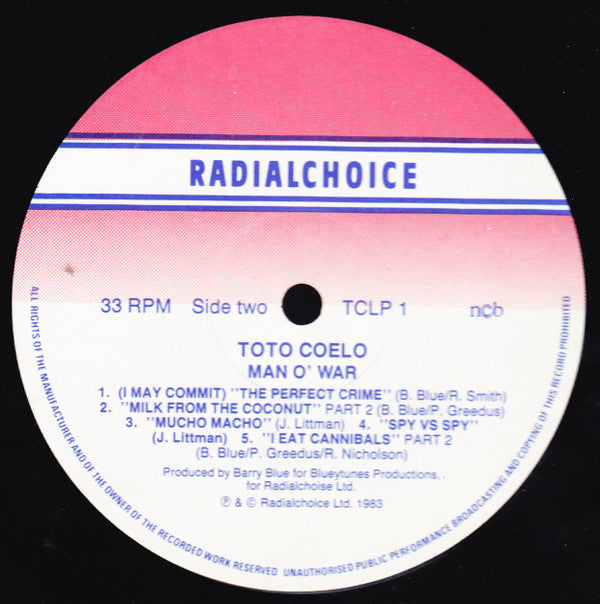 RADIALCHOICE
33 RPM Side two TCLP 1 ncb
TOTO COELO
MAN O' WAR
1. (I MAY COMMIT) "THE PERFECT CRIME" (B. Blue/R. Smith)
2. "MILK FROM THE COCONUT" PART 2 (B. Blue/P. Greedus)
3. "MUCHO MACHO" (J. Littman) 4. "SPY VS SPY"
(J. Littman) 5. "I EAT CANNIBALS" PART 2
(B. Blue/P. Greedus/R. Nicholson)
Produced by Barry Blue for Blueytunes Productions, .
for Radialchoise Ltd.
℗ & © Radialchoice Ltd. 1983
ALL RIGHTS OF THE MANUFACTURER AND OF THE OWNER OF THE RECORDED WORK RESERVED UNAUTHORISED PUBLIC PERFORMANCE BROADCASTING AND COPYING OF THIS RECORD PROHIBITED